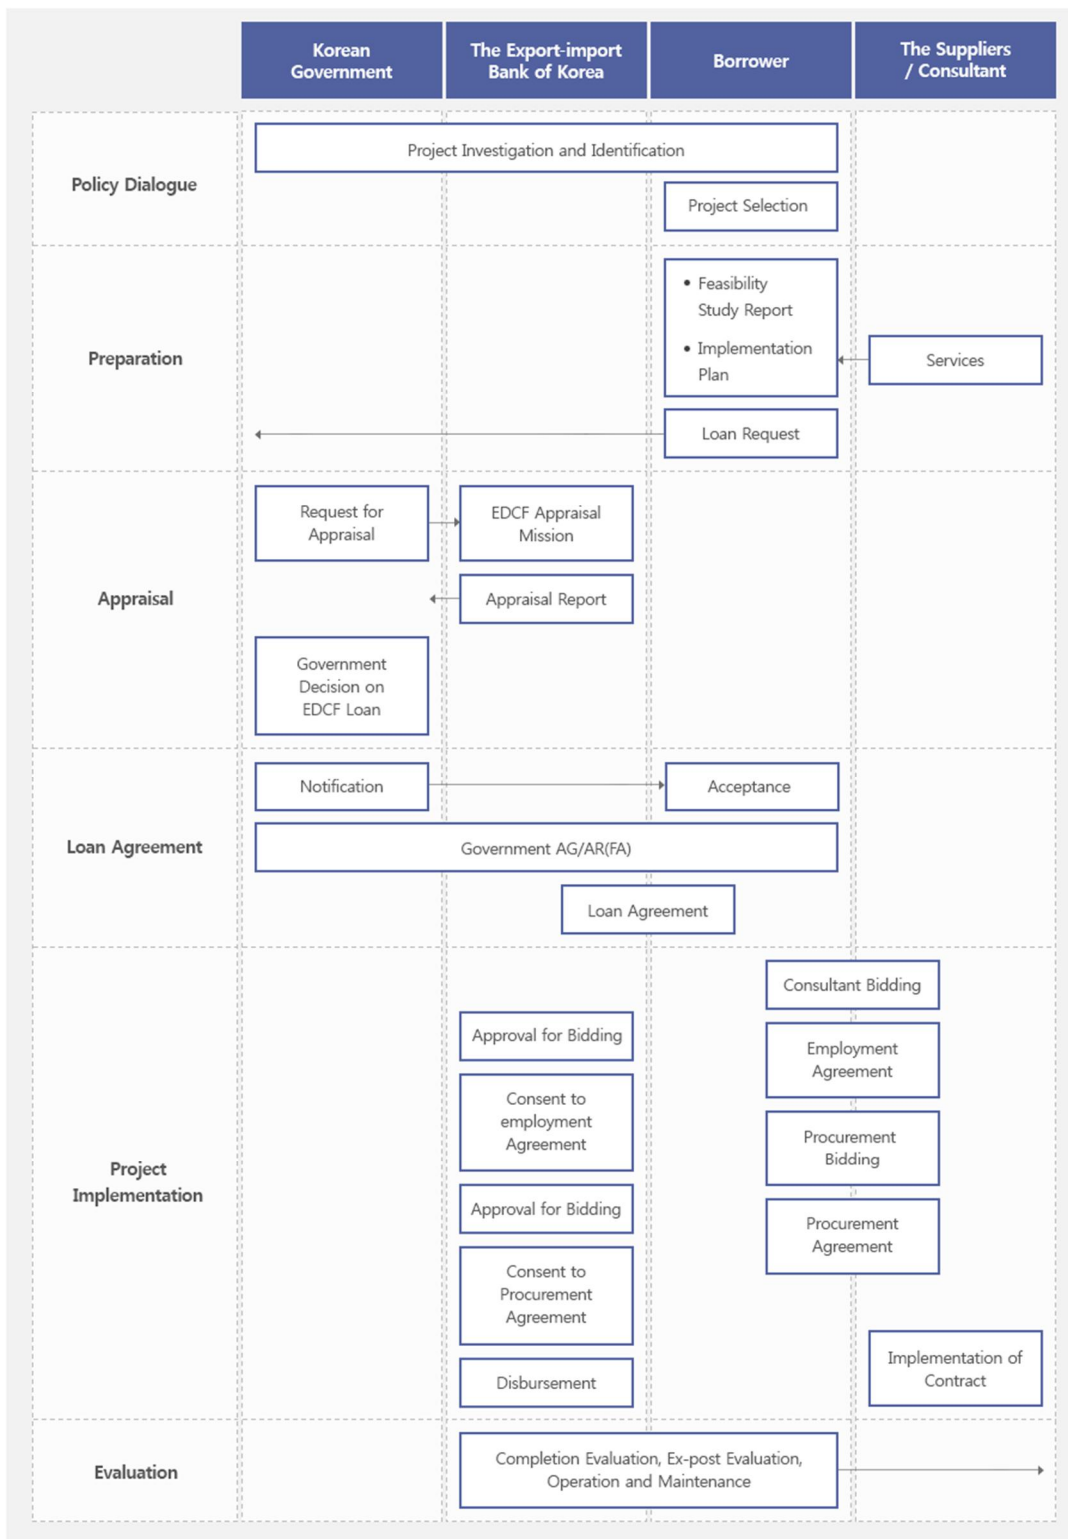 Korean
Government
The Export-import
Bank of Korea
Borrower
The Suppliers
/ Consultant
Policy Dialogue
Project Investigation and Identification
Project Selection
Preparation
• Feasibility
Study Report
• Implementation
Plan
Services
Loan Request
Appraisal
Request for
Appraisal
EDCF Appraisal
Mission
Appraisal Report
Government
Decision on
EDCF Loan
Loan Agreement
Notification
Acceptance
Government AG/AR(FA)
Loan Agreement
Project
Implementation
Consultant Bidding
Approval for Bidding
Employment
Agreement
Consent to
employment
Agreement
Procurement
Bidding
Approval for Bidding
Procurement
Agreement
Consent to
Procurement
Agreement
Implementation of
Contract
Disbursement
Evaluation
Completion Evaluation, Ex-post Evaluation,
Operation and Maintenance